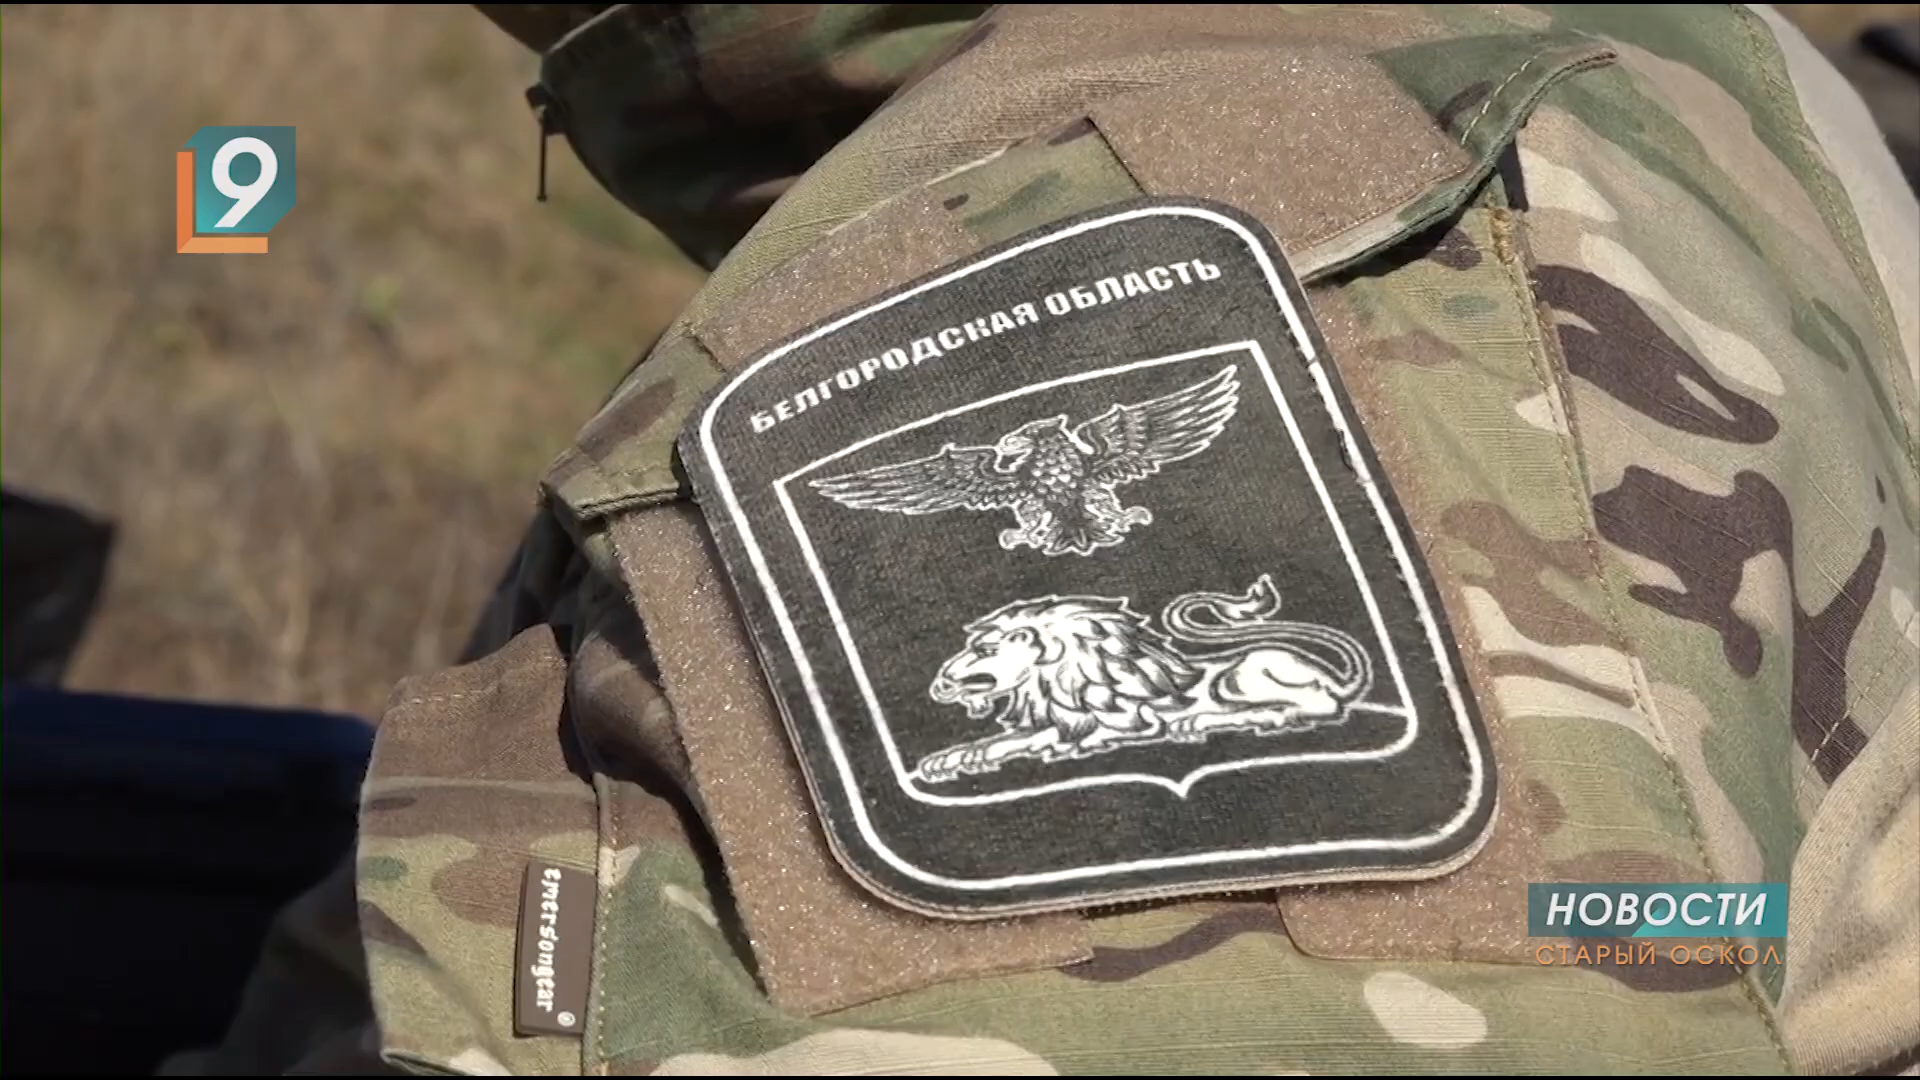 9
БЕЛГОРОДСКАЯ ОБЛАСТЬ
emersongear
®
НОВОСТИ
СТАРЫЙ ОСКОЛ